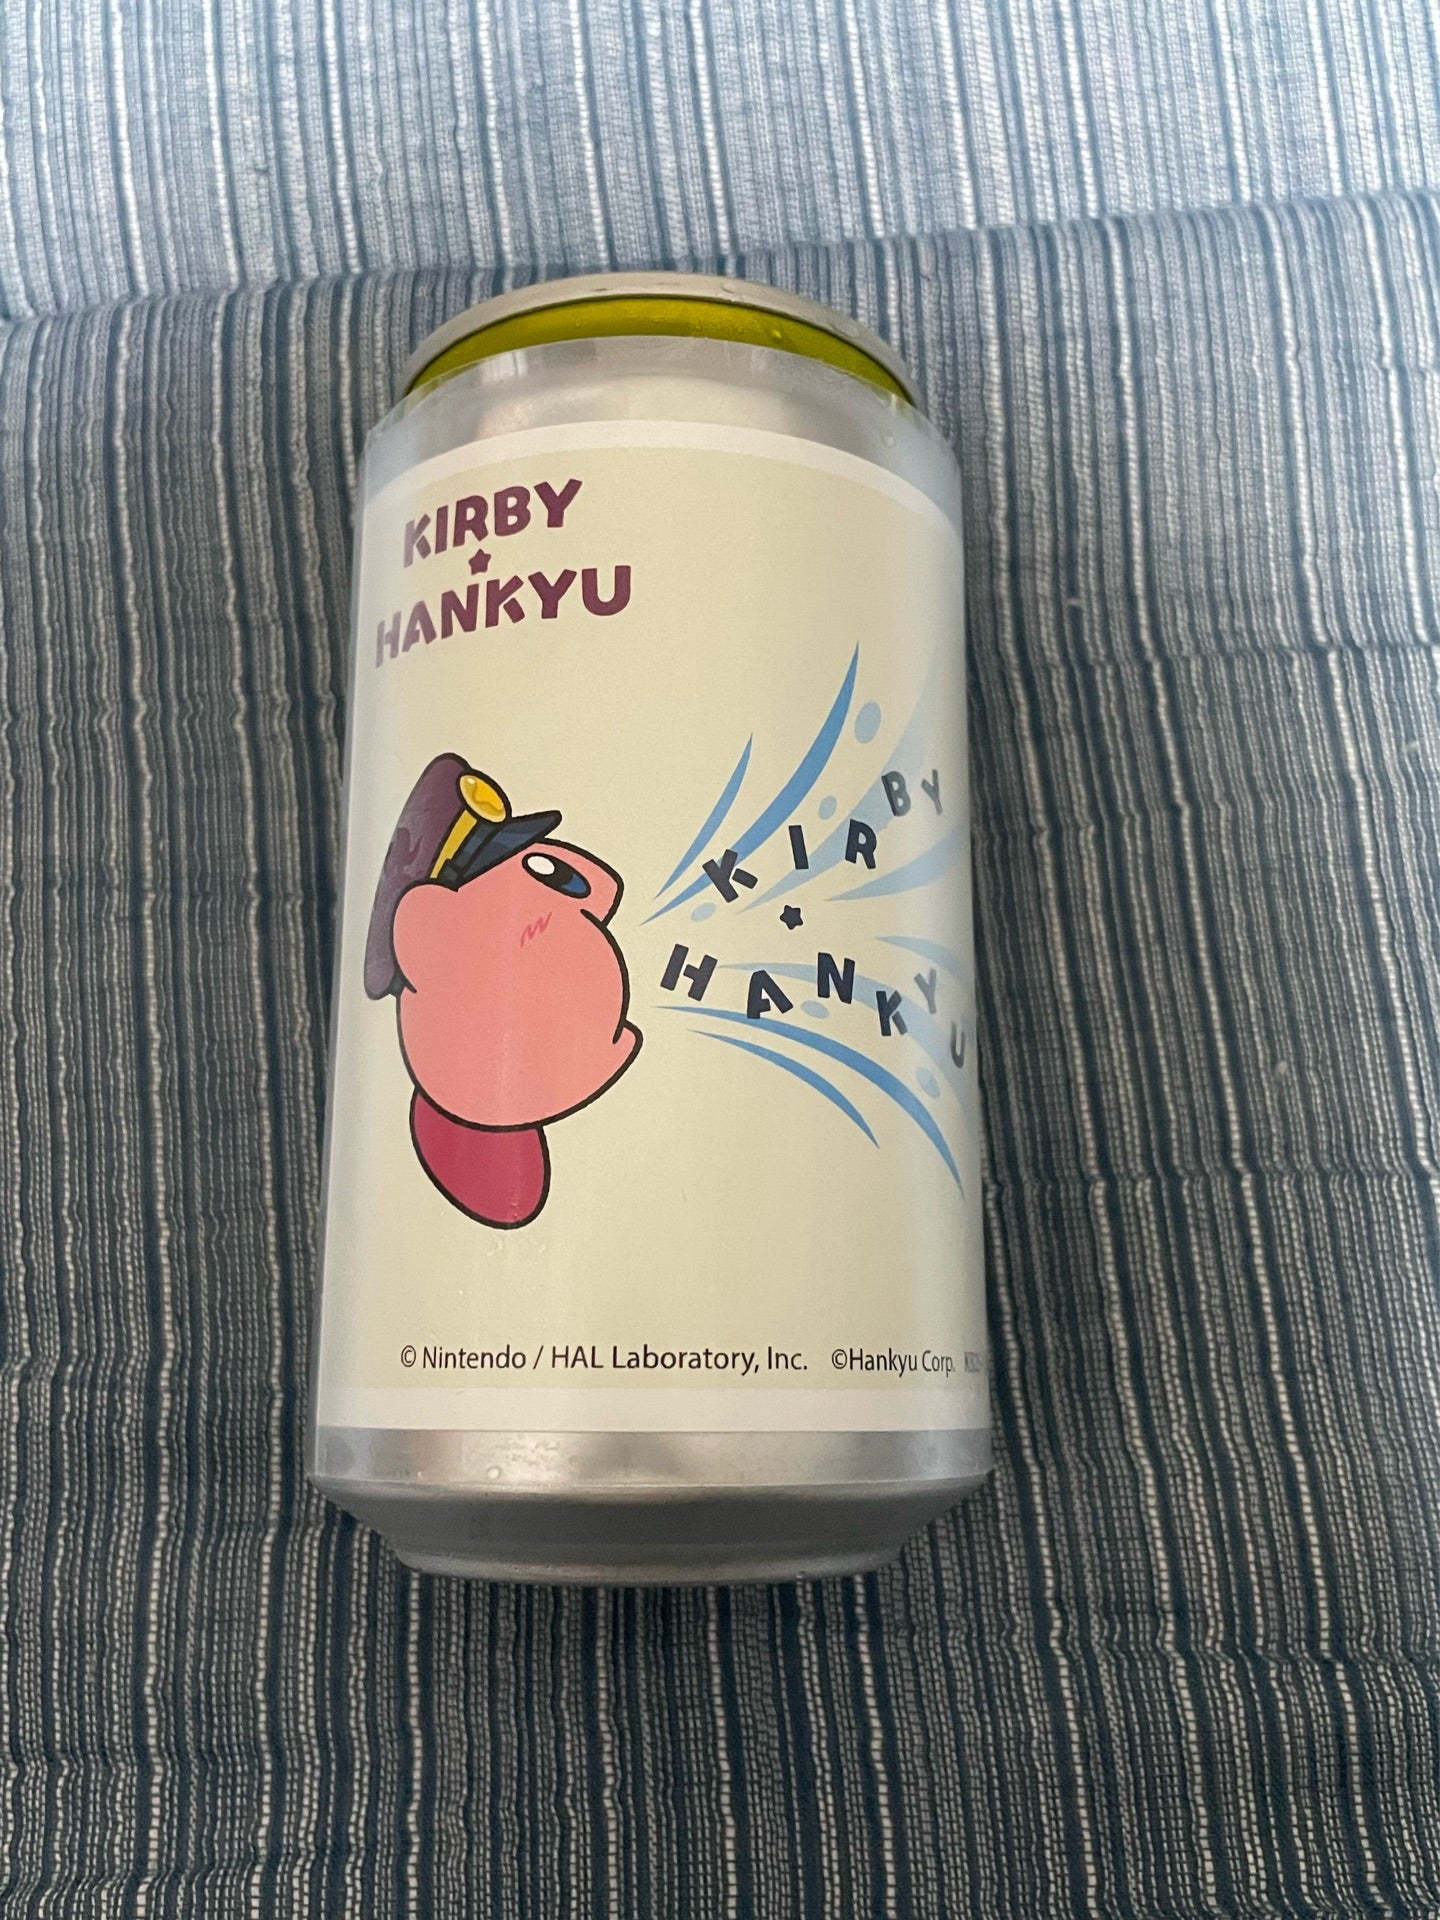 KIRBY
HANKYU
KIRBY
HANKYU
© Nintendo / HAL Laboratory, Inc. ©Hankyu Corp.